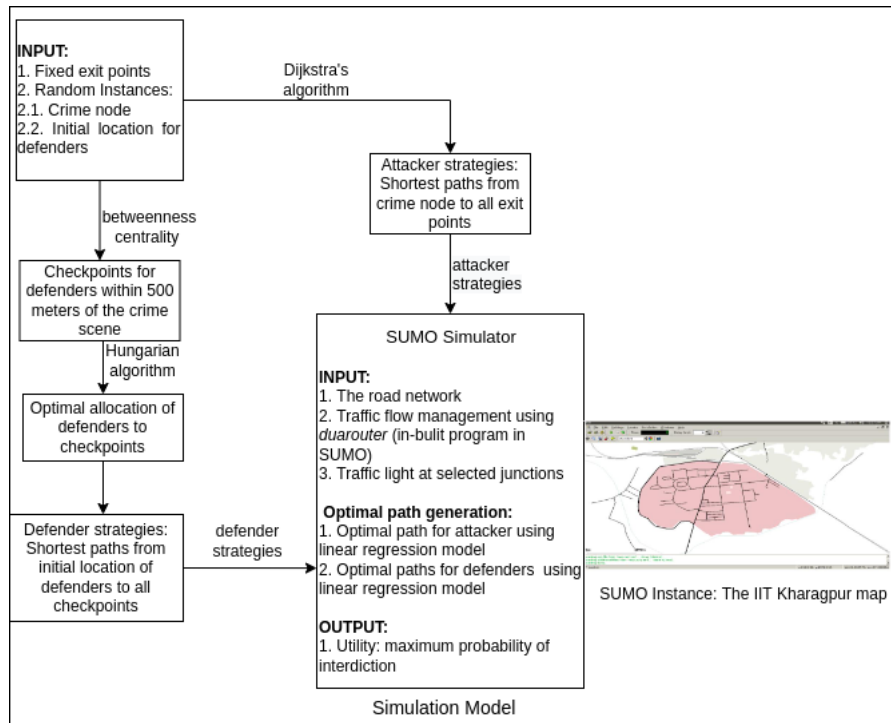 INPUT:
1. Fixed exit points
2. Random Instances:
2.1. Crime node
2.2. Initial location for
defenders
Dijkstra's
algorithm
Attacker strategies:
Shortest paths from
crime node to all exit
points
betweenness
centrality
attacker
strategies
Checkpoints for
defenders within 500
meters of the crime
scene
Hungarian
algorithm
Optimal allocation of
defenders to
checkpoints
Defender strategies:
Shortest paths from
initial location of
defenders to all
checkpoints
defender
strategies
SUMO Simulator
INPUT:
1. The road network
2. Traffic flow management using
duarouter (in-bulit program in
SUMO)
3. Traffic light at selected junctions
Optimal path generation:
1. Optimal path for attacker using
linear regression model
2. Optimal paths for defenders using
linear regression model
OUTPUT:
1. Utility: maximum probability of
interdiction
SUMO Instance: The IIT Kharagpur map
Simulation Model